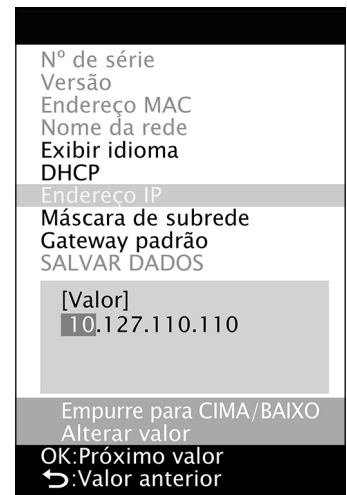 Nº de série
Versão
Endereço MAC
Nome da rede
Exibir idioma
DHCP
Endereço IP
Máscara de subrede
Gateway padrão
SALVAR DADOS
[Valor]
10.127.110.110
Empurre para CIMA/BAIXO
Alterar valor
OK:Próximo valor
⮌:Valor anterior